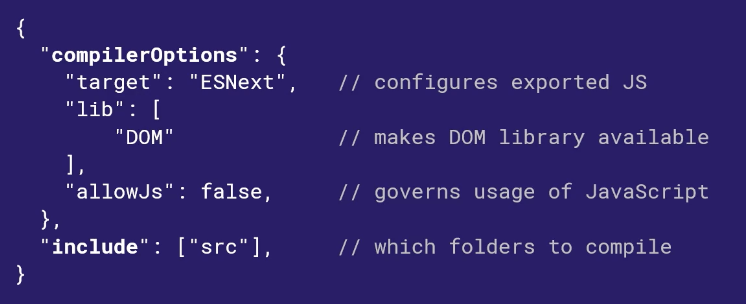 {
  "compilerOptions": {
    "target": "ESNext",   // configures exported JS
    "lib": [
        "DOM"             // makes DOM library available
    ],
    "allowJs": false,     // governs usage of JavaScript
  },
  "include": ["src"],     // which folders to compile
}